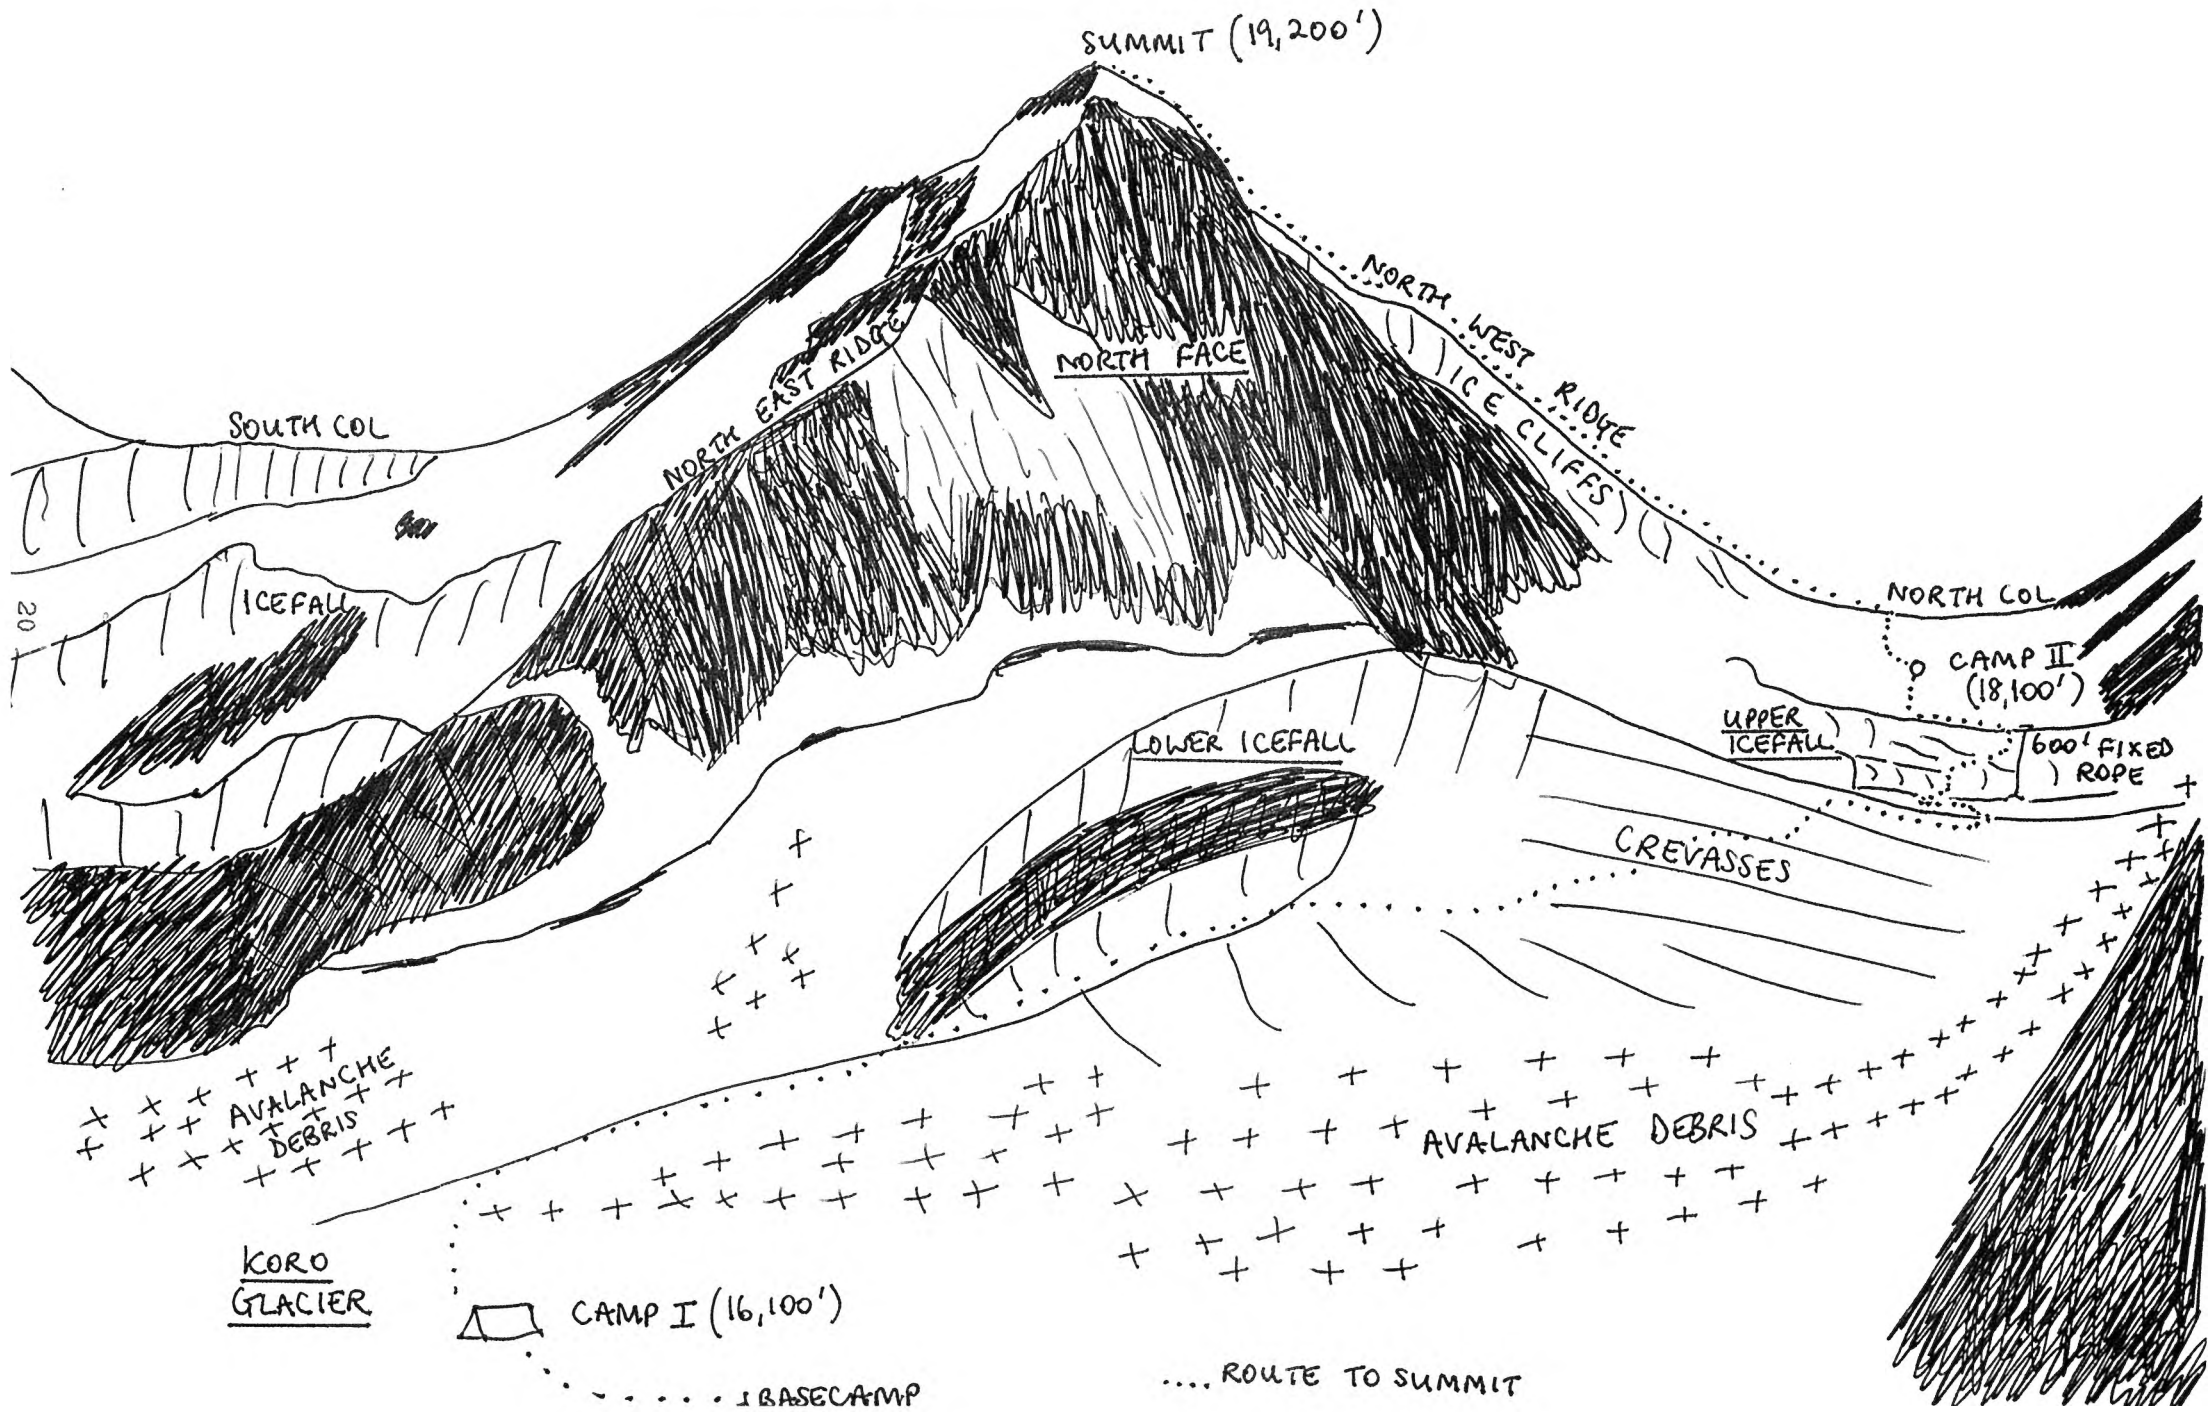 SUMMIT (19,200')
NORTH WEST RIDGE
ICE CLIFFS
NORTH FACE
NORTH EAST RIDGE
SOUTH COL
ICEFALL
20
NORTH COL
CAMP II
(18,100')
UPPER
ICEFALL
600' FIXED
ROPE
LOWER ICEFALL
CREVASSES
AVALANCHE
DEBRIS
AVALANCHE DEBRIS
KORO
GLACIER
CAMP I (16,100')
BASECAMP
.... ROUTE TO SUMMIT